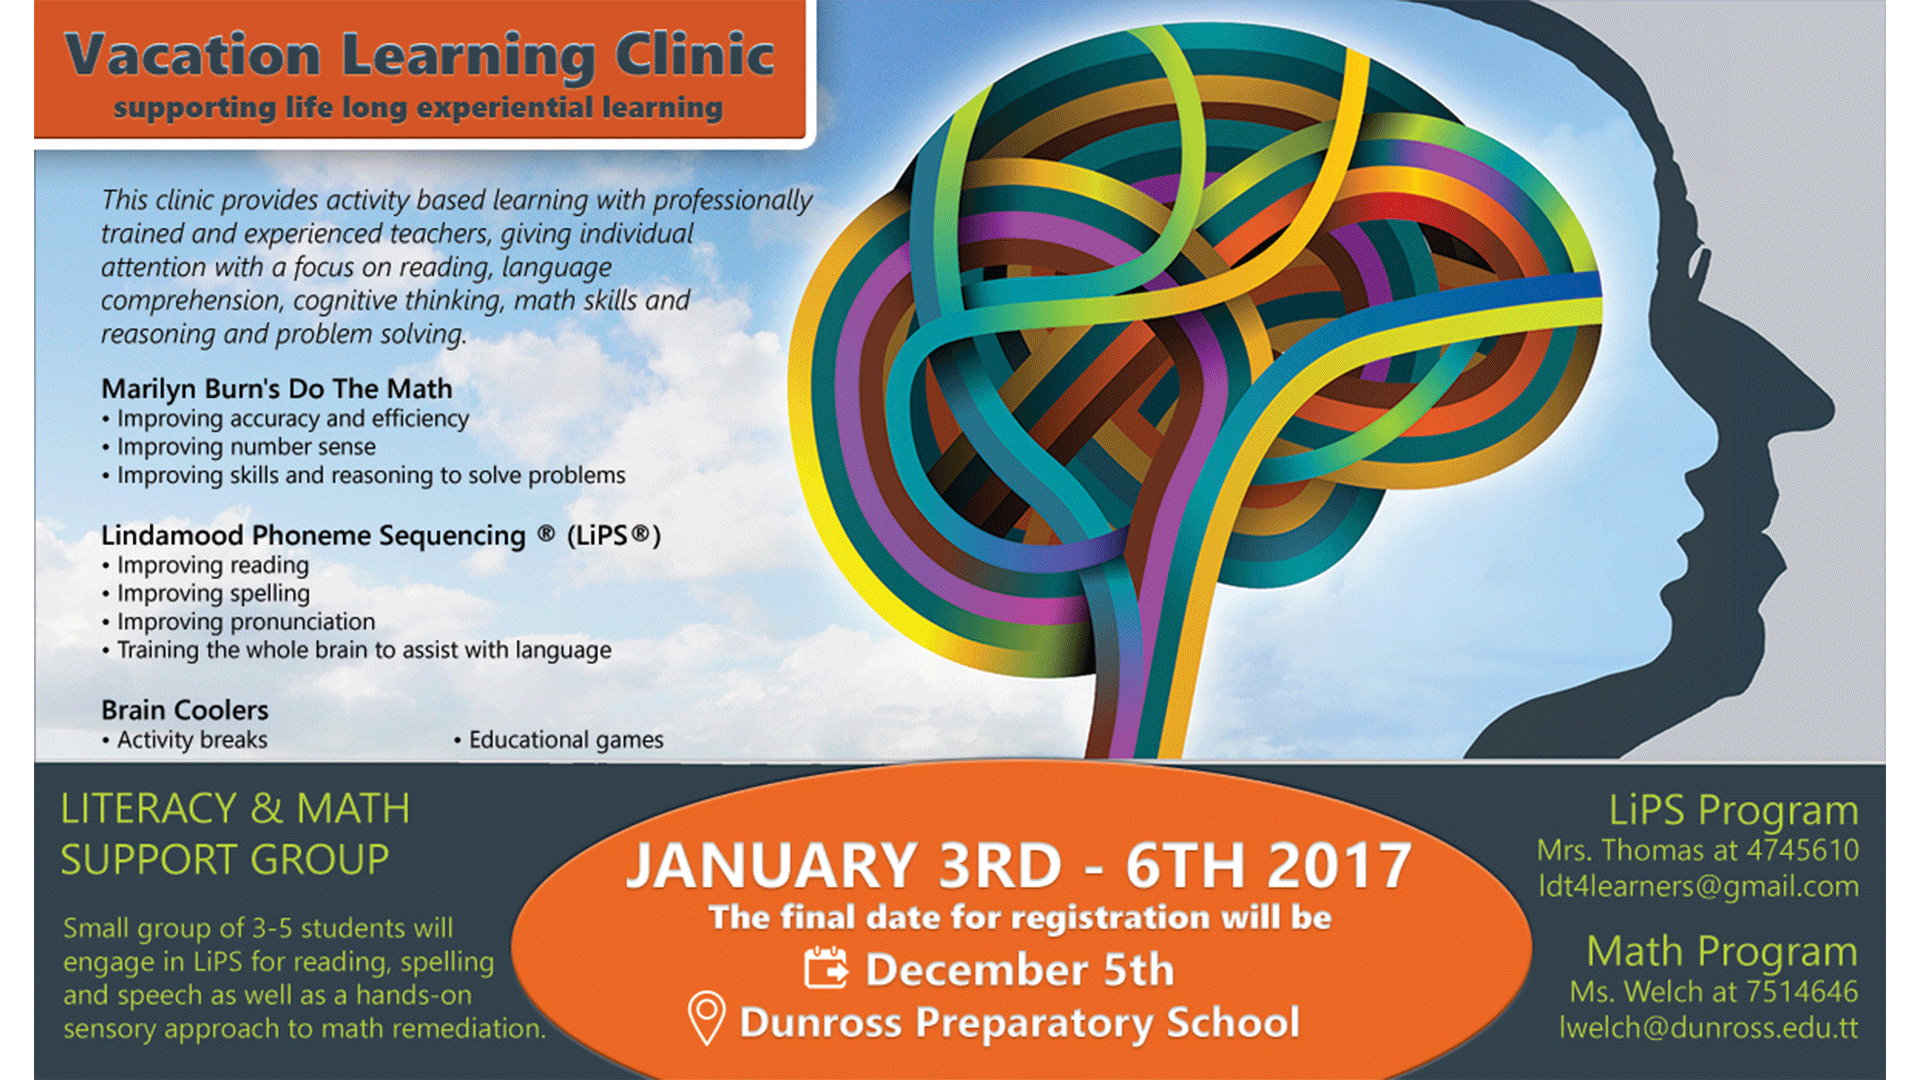 Vacation Learning Clinic
supporting life long experiential learning
This clinic provides activity based learning with professionally
trained and experienced teachers, giving individual
attention with a focus on reading, language
comprehension, cognitive thinking, math skills and
reasoning and problem solving.
Marilyn Burn's Do The Math
• Improving accuracy and efficiency
• Improving number sense
• Improving skills and reasoning to solve problems
Lindamood Phoneme Sequencing ® (LiPS®)
• Improving reading
• Improving spelling
• Improving pronunciation
• Training the whole brain to assist with language
Brain Coolers
• Activity breaks • Educational games
LITERACY & MATH
SUPPORT GROUP
Small group of 3-5 students will
engage in LiPS for reading, spelling
and speech as well as a hands-on
sensory approach to math remediation.
JANUARY 3RD - 6TH 2017
The final date for registration will be
December 5th
Dunross Preparatory School
LiPS Program
Mrs. Thomas at 4745610
ldt4learners@gmail.com
Math Program
Ms. Welch at 7514646
lwelch@dunross.edu.tt